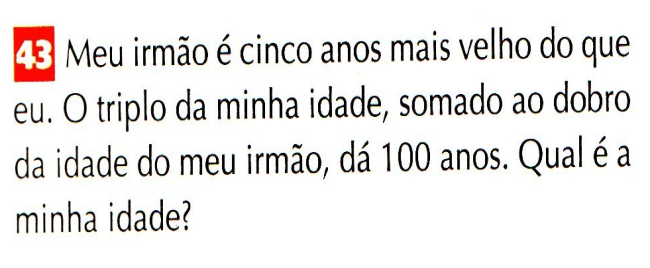 43 Meu irmão é cinco anos mais velho do que
eu. O triplo da minha idade, somado ao dobro
da idade do meu irmão, dá 100 anos. Qual é a
minha idade?